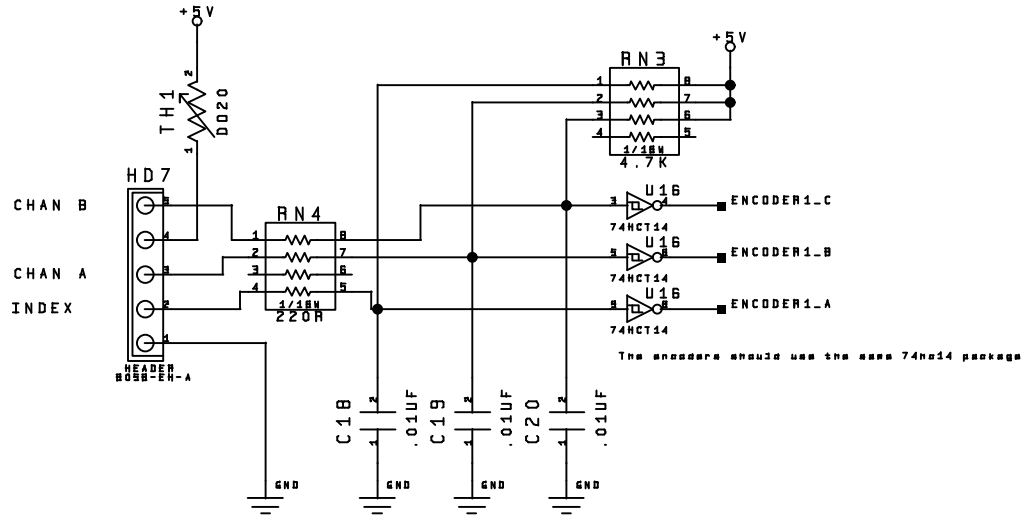 +5V
+5V
RN3
2
TH1
D020
1
1
8
2
7
3
6
4
5
1/16W
4.7K
HD7
CHAN B
5
4
CHAN A
3
INDEX
2
1
HEADER
RN4
1
8
2
7
3
6
4
5
1/16W
220R
U16
3
4
74HCT14
ENCODER1_C
U16
5
6
74HCT14
ENCODER1_B
U16
74HCT14
ENCODER1_A
The encoders should use the same 74hc14 package
C18
2
1
.01UF
C19
2
1
.01UF
C20
2
1
.01UF
GND
GND
GND
GND